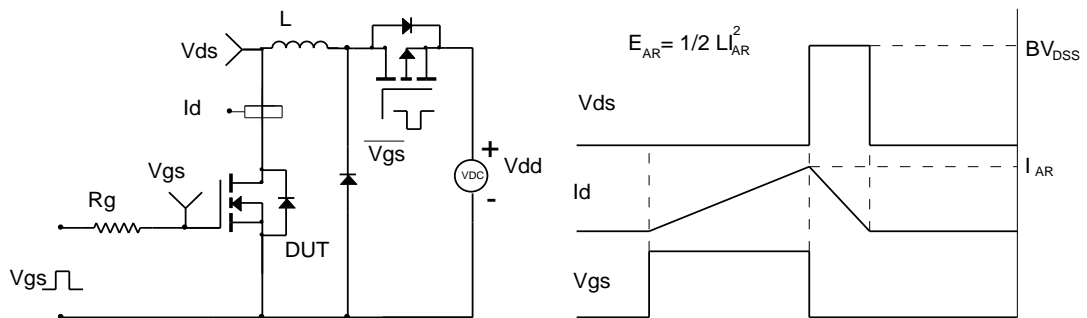 L
Vds
Id
Vgs
Vgs
Rg
DUT
Vgs
VDC
+
-
Vdd
E_AR = 1/2 LI_AR^2
BV_DSS
Vds
I_AR
Id
Vgs